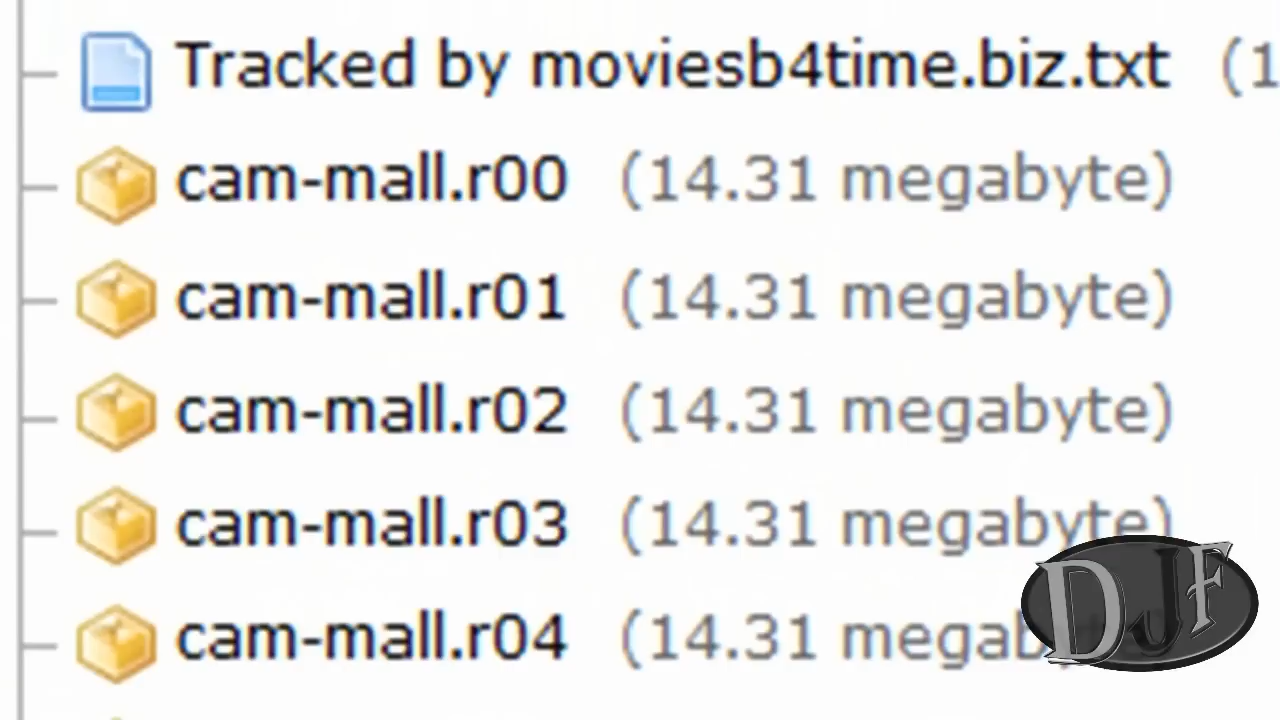 Tracked by moviesb4time.biz.txt (1
cam-mall.r00 (14.31 megabyte)
cam-mall.r01 (14.31 megabyte)
cam-mall.r02 (14.31 megabyte)
cam-mall.r03 (14.31 megabyte)
cam-mall.r04 (14.31 megab
DJF